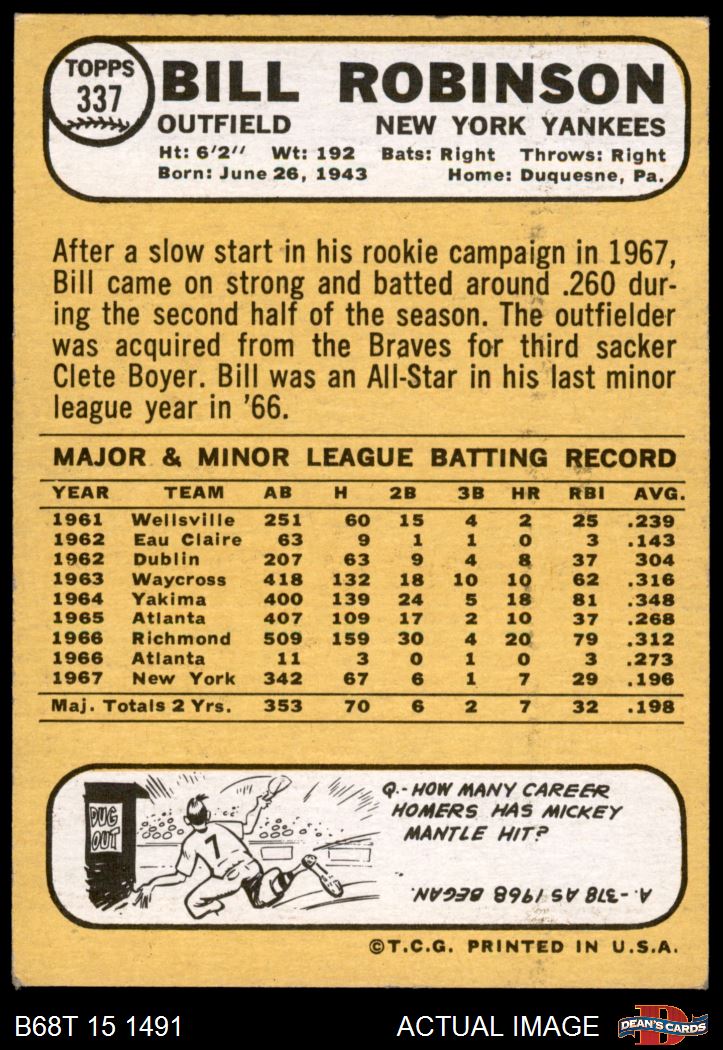 TOPPS
337
BILL ROBINSON
OUTFIELD NEW YORK YANKEES
Ht: 6'2" Wt: 192 Bats: Right Throws: Right
Born: June 26, 1943 Home: Duquesne, Pa.
After a slow start in his rookie campaign in 1967,
Bill came on strong and batted around .260 dur-
ing the second half of the season. The outfielder
was acquired from the Braves for third sacker
Clete Boyer. Bill was an All-Star in his last minor
league year in '66.
MAJOR & MINOR LEAGUE BATTING RECORD
YEAR TEAM AB H 2B 3B HR RBI AVG.
1961 Wellsville 251 60 15 4 2 25 .239
1962 Eau Claire 63 9 1 1 0 3 .143
1962 Dublin 207 63 9 4 8 37 304
1963 Waycross 418 132 18 10 10 62 .316
1964 Yakima 400 139 24 5 18 81 .348
1965 Atlanta 407 109 17 2 10 37 .268
1966 Richmond 509 159 30 4 20 79 .312
1966 Atlanta 11 3 0 1 0 3 .273
1967 New York 342 67 6 1 7 29 .196
Maj. Totals 2 Yrs. 353 70 6 2 7 32 .198
DUG
OUT
7
Q.- HOW MANY CAREER
HOMERS HAS MICKEY
MANTLE HIT?
A.- 378 AS 1968 BEGAN.
©T.C.G. PRINTED IN U.S.A.
B68T 15 1491 ACTUAL IMAGE
D
DEAN'S CARDS